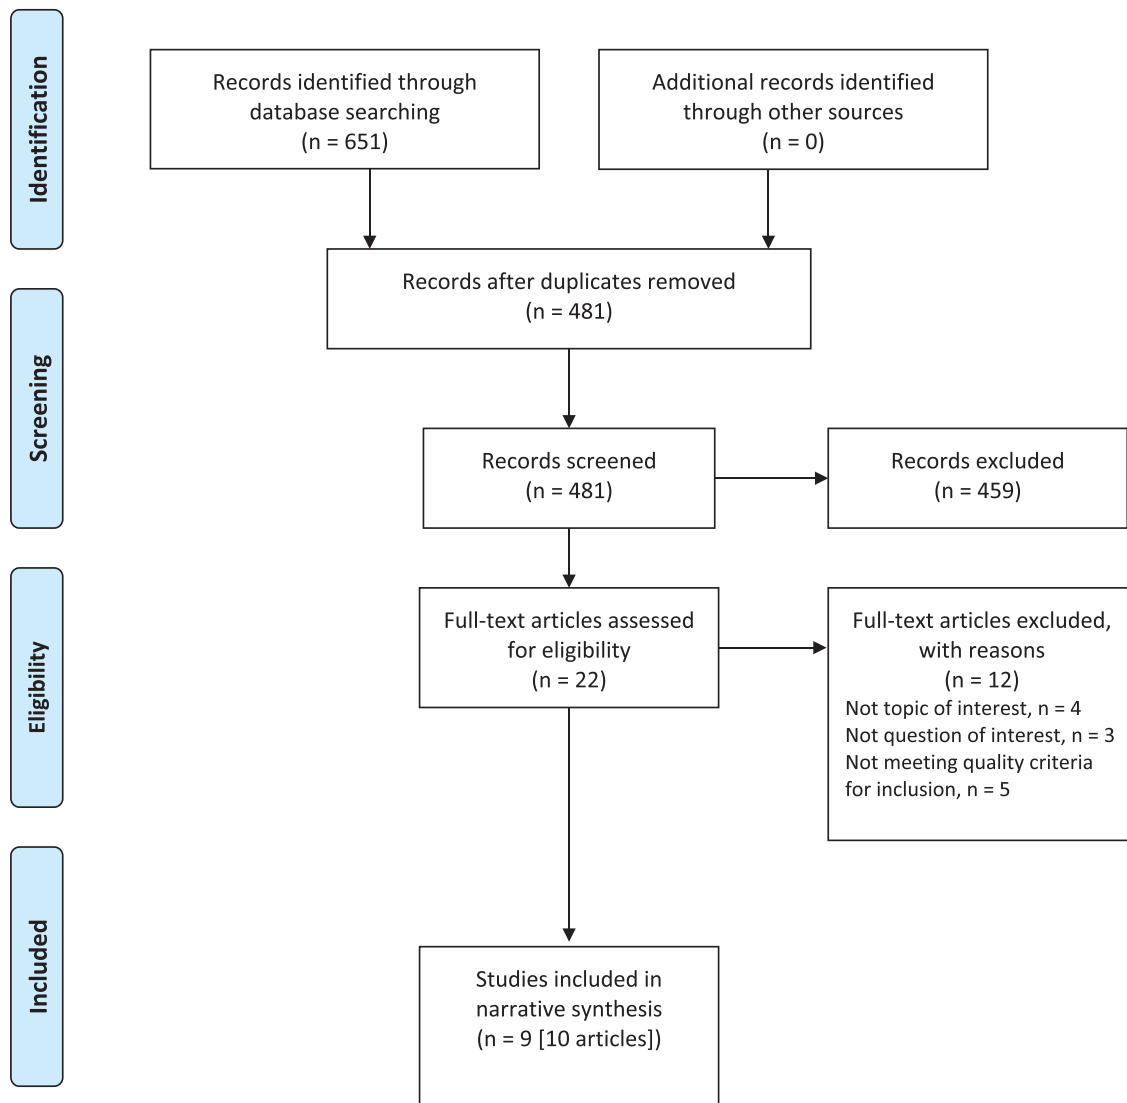 Identification
Records identified through
database searching
(n = 651)
Additional records identified
through other sources
(n = 0)
Records after duplicates removed
(n = 481)
Screening
Records screened
(n = 481)
Records excluded
(n = 459)
Eligibility
Full-text articles assessed
for eligibility
(n = 22)
Full-text articles excluded,
with reasons
(n = 12)
Not topic of interest, n = 4
Not question of interest, n = 3
Not meeting quality criteria
for inclusion, n = 5
Included
Studies included in
narrative synthesis
(n = 9 [10 articles])